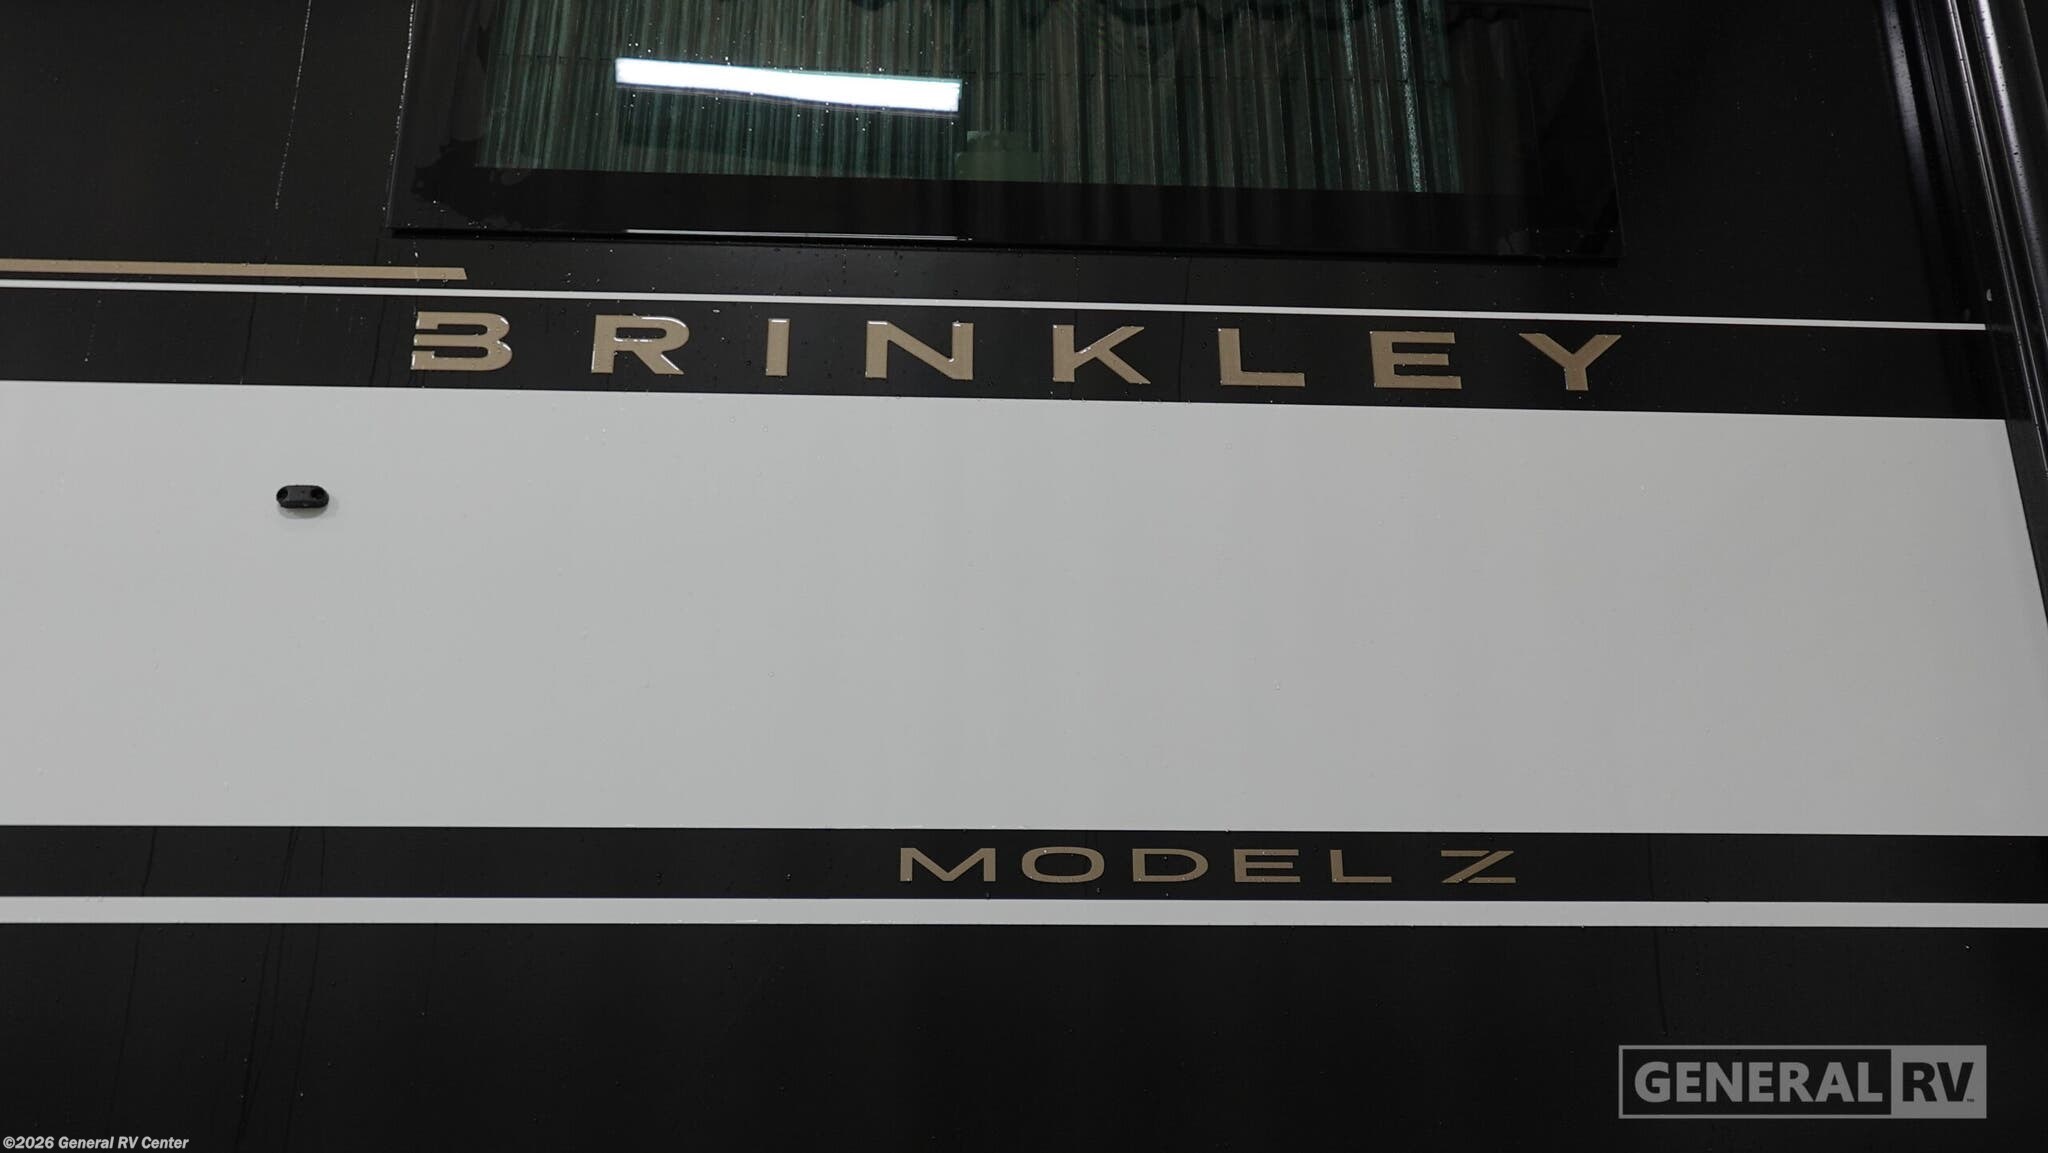 BRINKLEY
MODEL Z
GENERAL RV
©2026 General RV Center